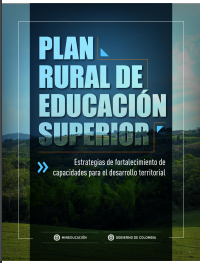 PLAN
RURAL DE
EDUCACIÓN
SUPERIOR
Estrategias de fortalecimiento de
capacidades para el desarrollo territorial
MINEDUCACIÓN GOBIERNO DE COLOMBIA